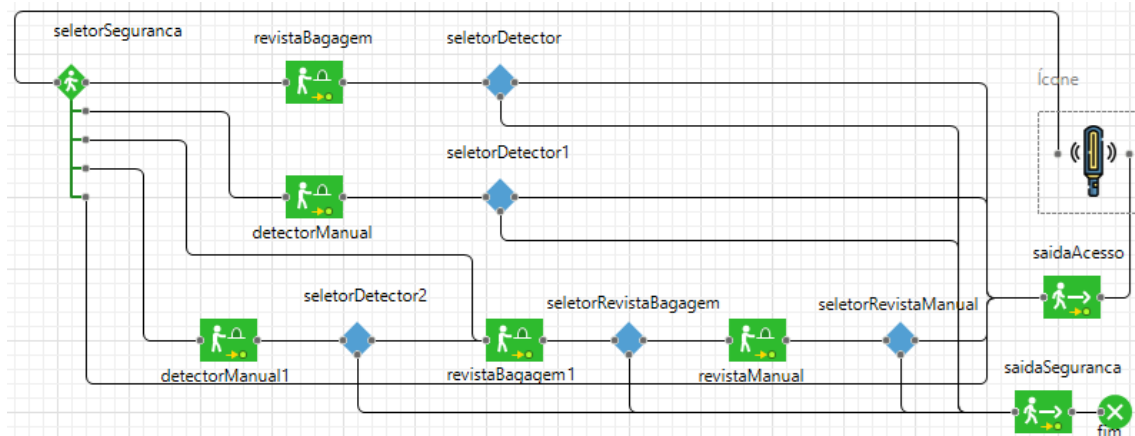 seletorSeguranca
revistaBagagem
seletorDetector
Ícone
seletorDetector1
detectorManual
saidaAcesso
seletorDetector2
seletorRevistaBagagem
seletorRevistaManual
detectorManual1
revistaBagagem1
revistaManual
saidaSeguranca
fim